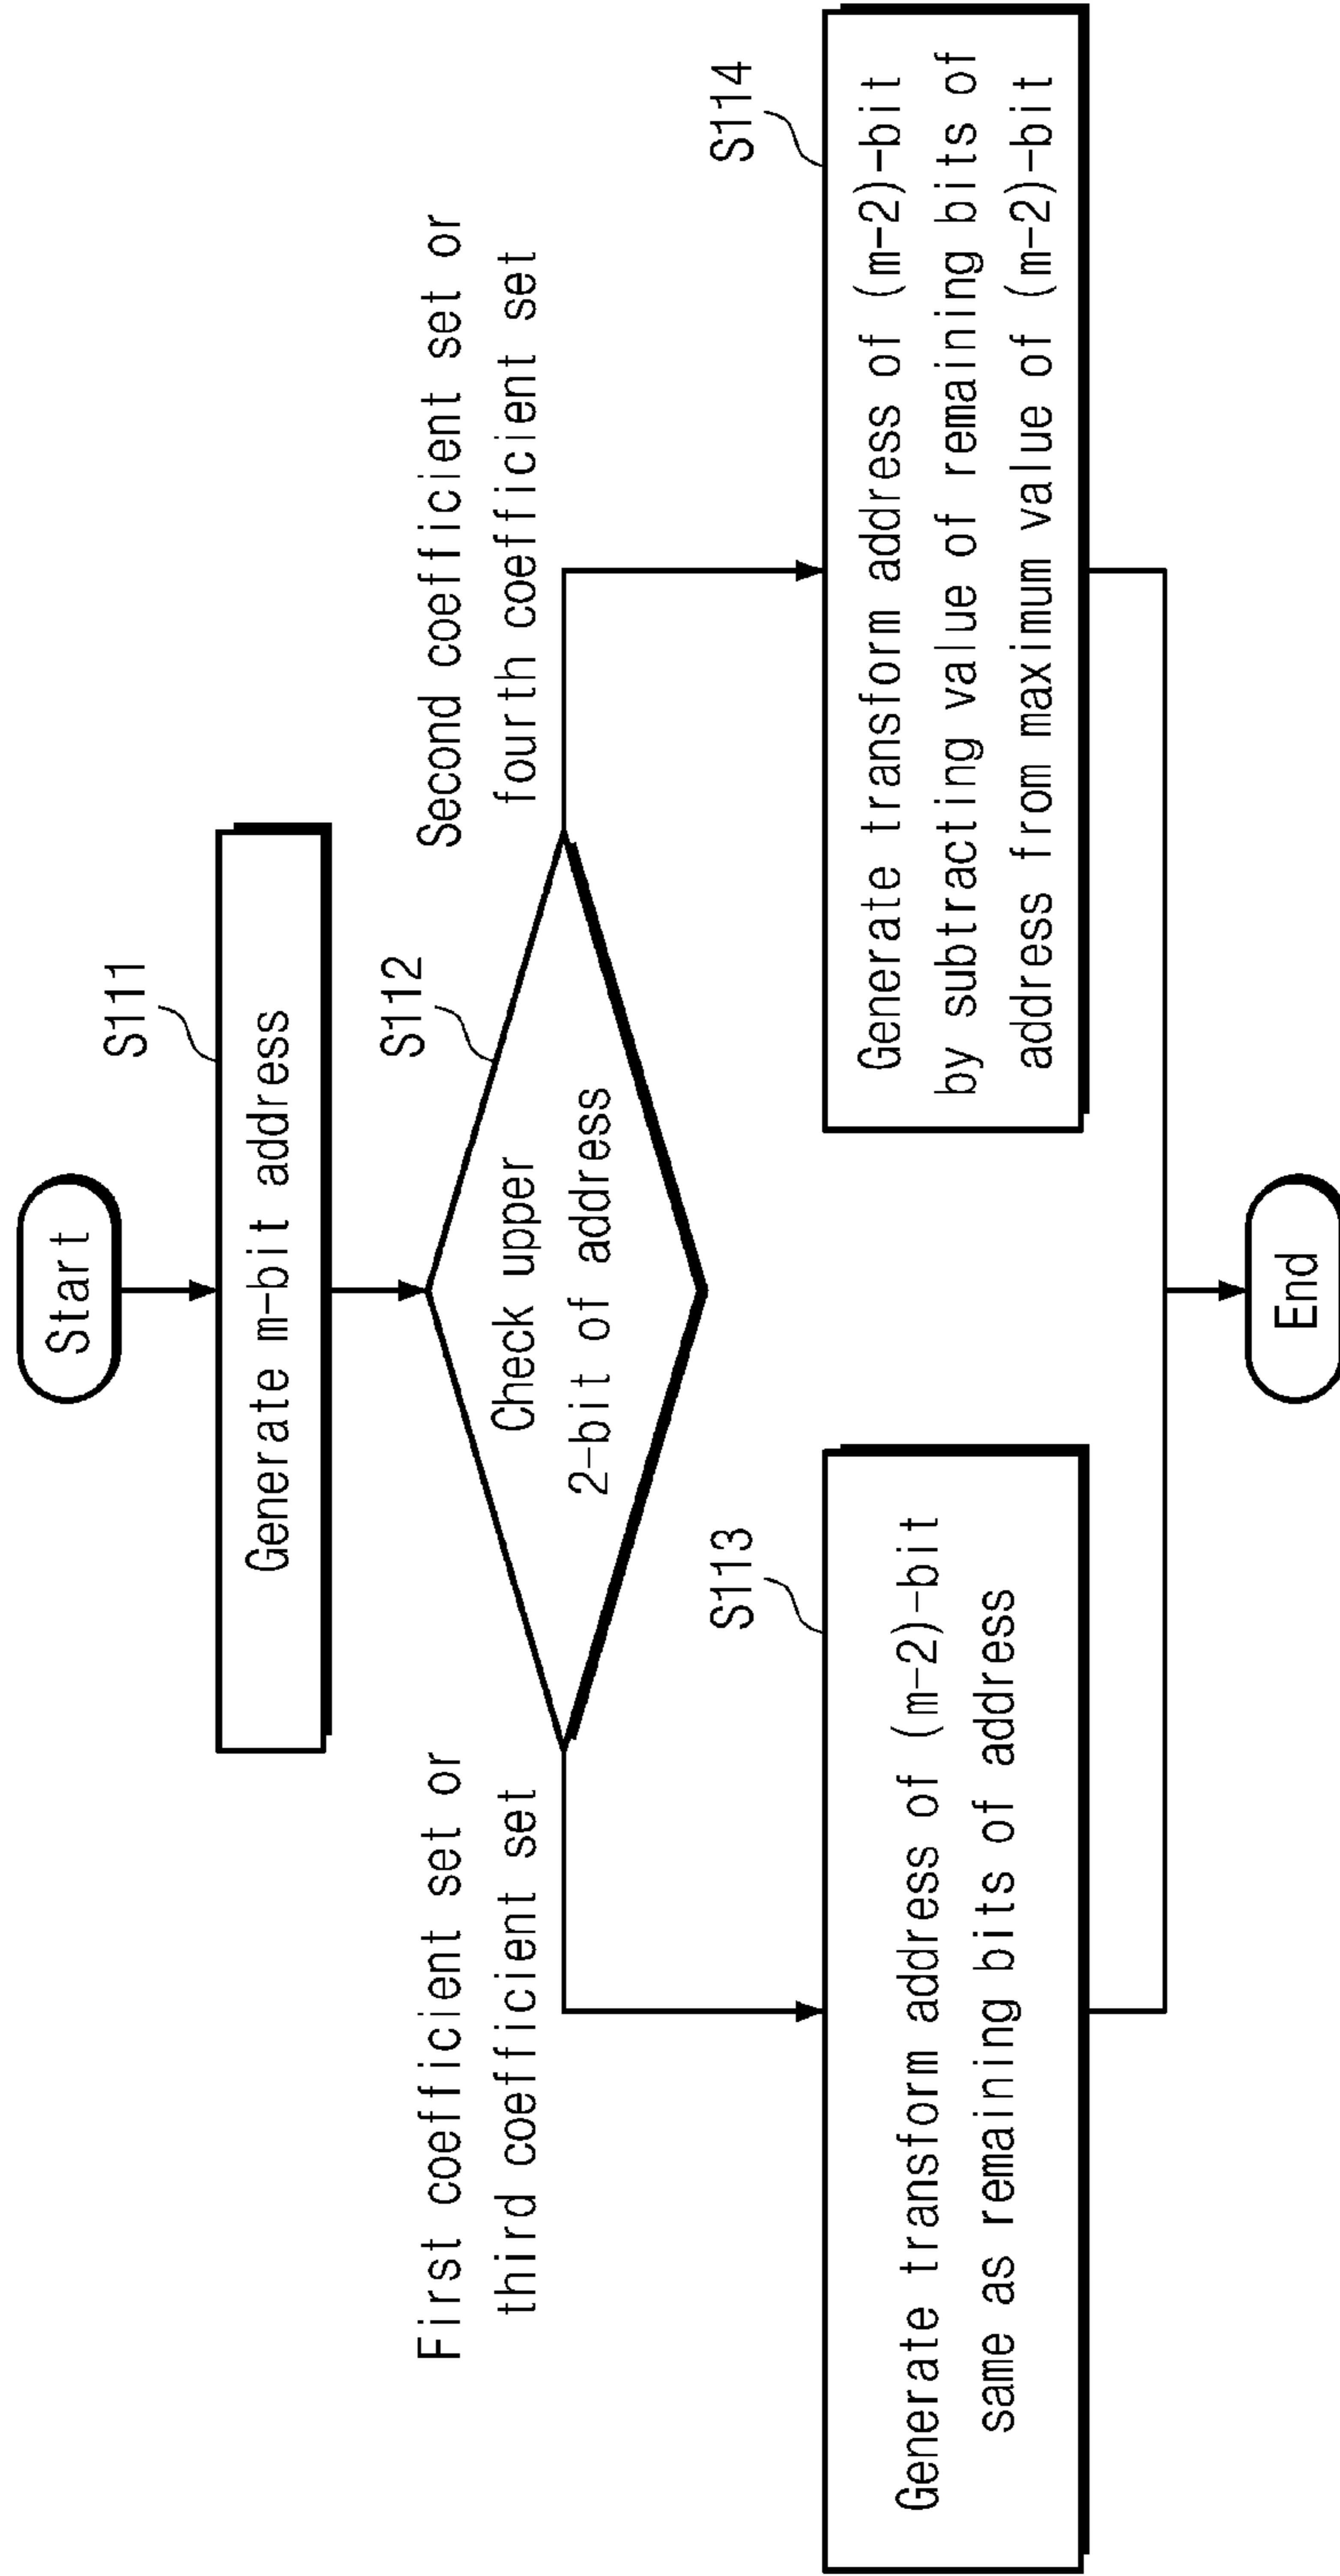 Start
S111
Generate m-bit address
S112
Check upper
2-bit of address
First coefficient set or
third coefficient set
Second coefficient set or
fourth coefficient set
S113
Generate transform address of (m-2)-bit
same as remaining bits of address
S114
Generate transform address of (m-2)-bit
by subtracting value of remaining bits of
address from maximum value of (m-2)-bit
End